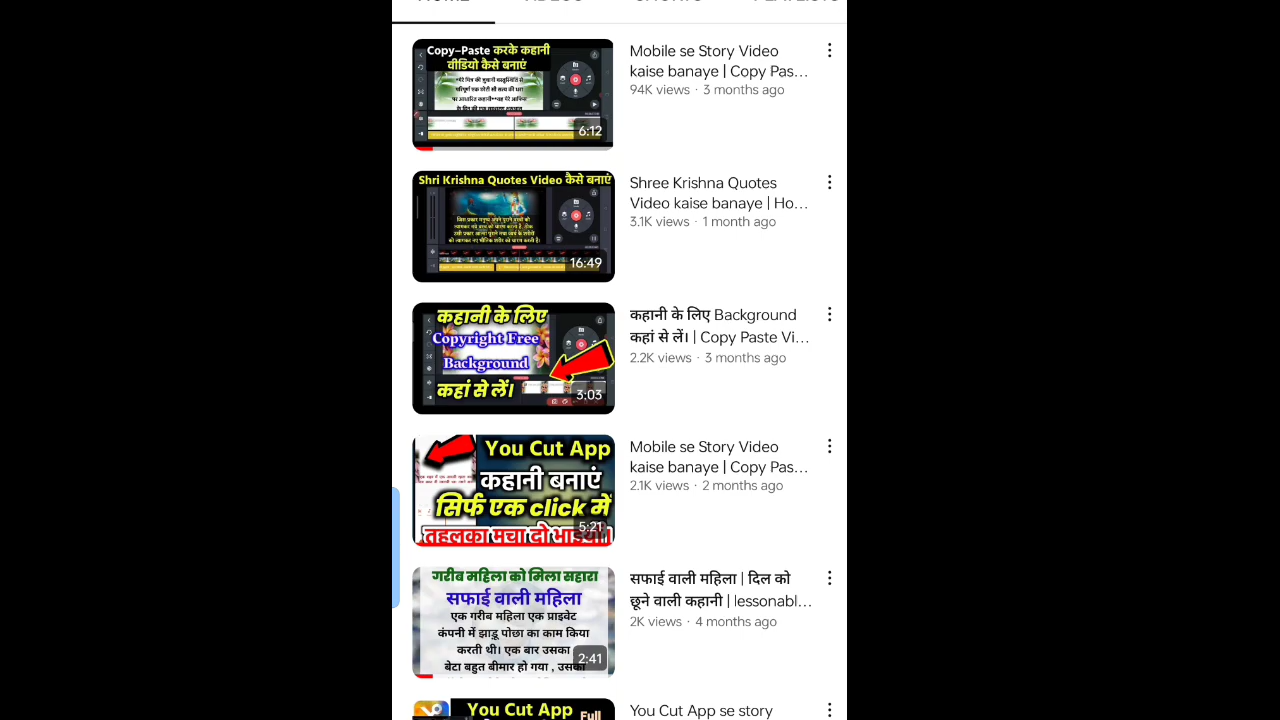 Copy-Paste करके कहानी
वीडियो कैसे बनाएं
6:12
Mobile se Story Video
kaise banaye | Copy Pas...
94K views · 3 months ago
Shri Krishna Quotes Video कैसे बनाएं
16:49
Shree Krishna Quotes
Video kaise banaye | Ho...
3.1K views · 1 month ago
कहानी के लिए
Copyright Free
Background
कहां से लें।
3:03
कहानी के लिए Background
कहां से लें। | Copy Paste Vi...
2.2K views · 3 months ago
You Cut App
कहानी बनाएं
सिर्फ एक click में
तहलका मचा दो भाइयों।
5:21
Mobile se Story Video
kaise banaye | Copy Pas...
2.1K views · 2 months ago
गरीब महिला को मिला सहारा
सफाई वाली महिला
एक गरीब महिला एक प्राइवेट
कंपनी में झाड़ू पोछा का काम किया
करती थी। एक बार उसका
बेटा बहुत बीमार हो गया , उसका
2:41
सफाई वाली महिला | दिल को
छूने वाली कहानी | lessonabl...
2K views · 4 months ago
You Cut App
Full
You Cut App se story